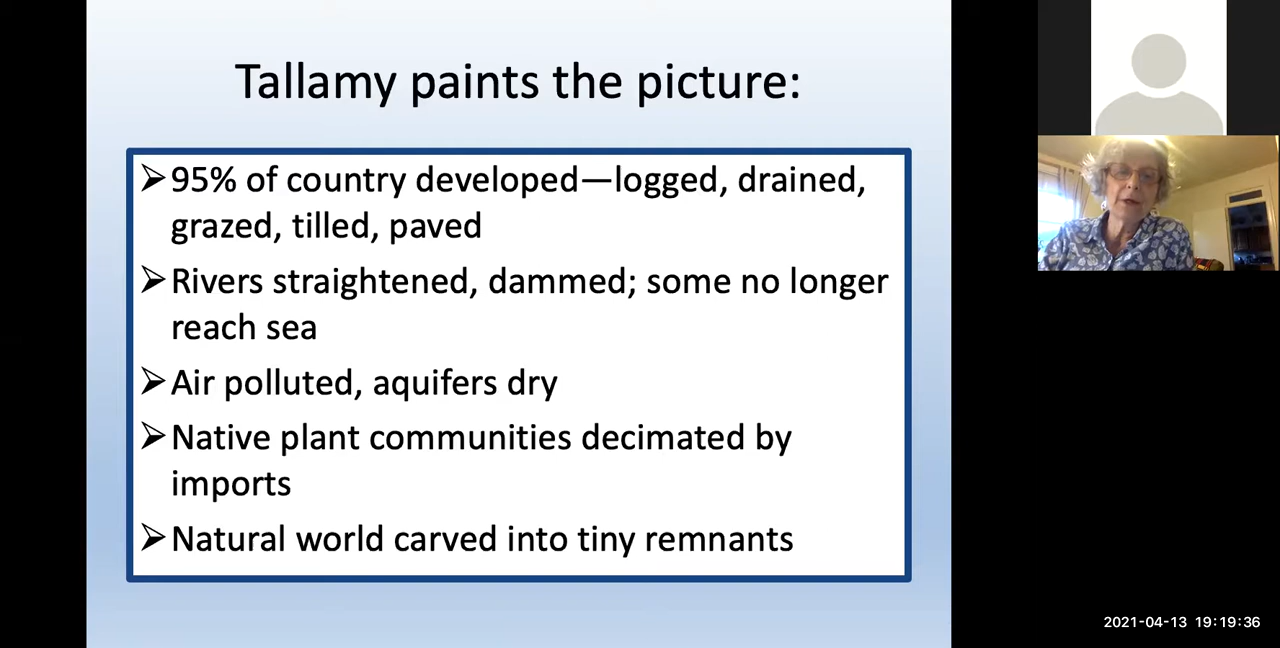 Tallamy paints the picture:
➢95% of country developed—logged, drained,
grazed, tilled, paved
➢Rivers straightened, dammed; some no longer
reach sea
➢Air polluted, aquifers dry
➢Native plant communities decimated by
imports
➢Natural world carved into tiny remnants
2021-04-13 19:19:36